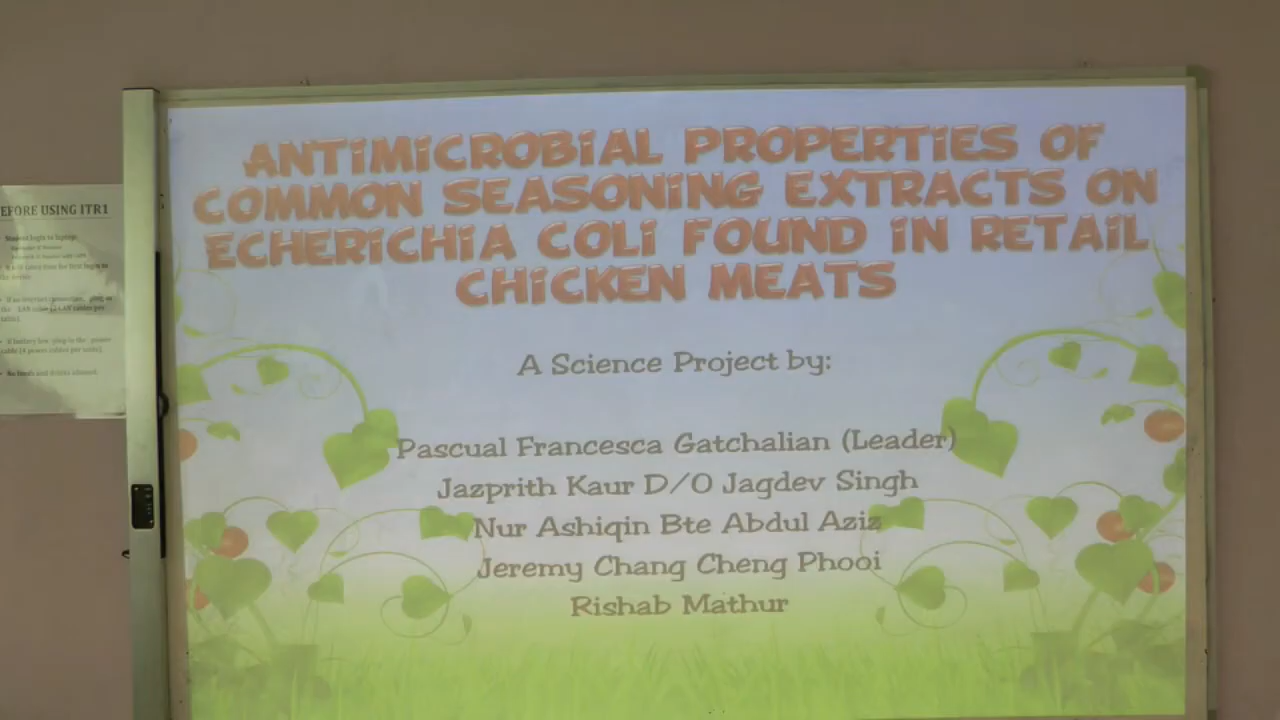 EFORE USING ITR1
ANTIMICROBIAL PROPERTIES OF
COMMON SEASONING EXTRACTS ON
ECHERICHIA COLI FOUND IN RETAIL
CHICKEN MEATS
A Science Project by:
Pascual Francesca Gatchalian (Leader)
Jazprith Kaur D/O Jagdev Singh
Nur Ashiqin Bte Abdul Aziz
Jeremy Chang Cheng Phooi
Rishab Mathur